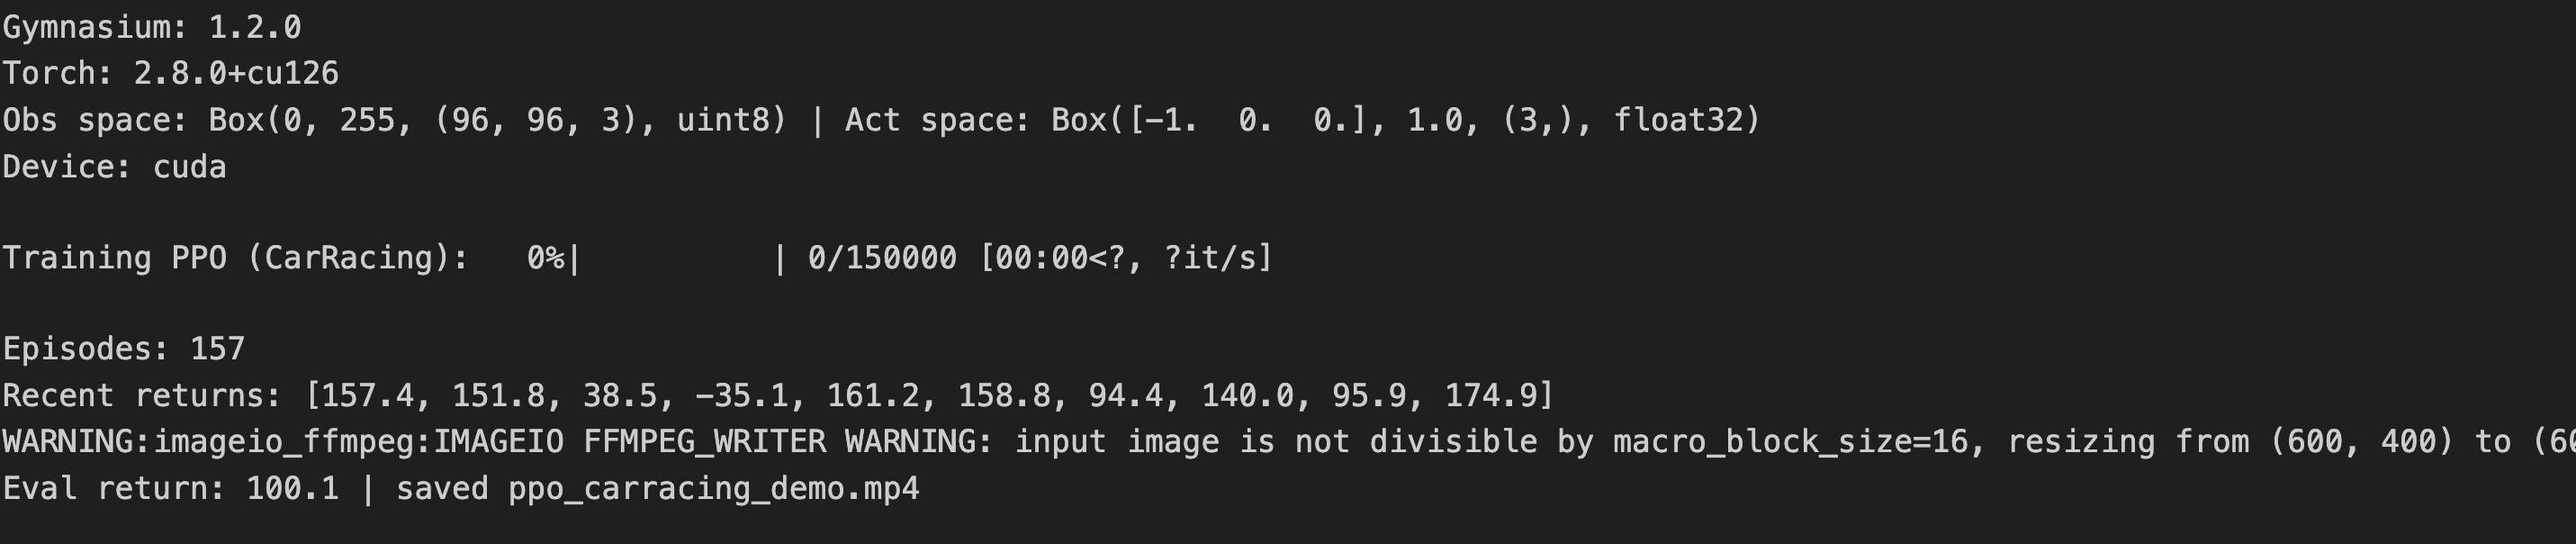 Gymnasium: 1.2.0
Torch: 2.8.0+cu126
Obs space: Box(0, 255, (96, 96, 3), uint8) | Act space: Box([-1.  0.  0.], 1.0, (3,), float32)
Device: cuda
Training PPO (CarRacing):   0%|          | 0/150000 [00:00<?, ?it/s]
Episodes: 157
Recent returns: [157.4, 151.8, 38.5, -35.1, 161.2, 158.8, 94.4, 140.0, 95.9, 174.9]
WARNING:imageio_ffmpeg:IMAGEIO FFMPEG_WRITER WARNING: input image is not divisible by macro_block_size=16, resizing from (600, 400) to (
Eval return: 100.1 | saved ppo_carracing_demo.mp4